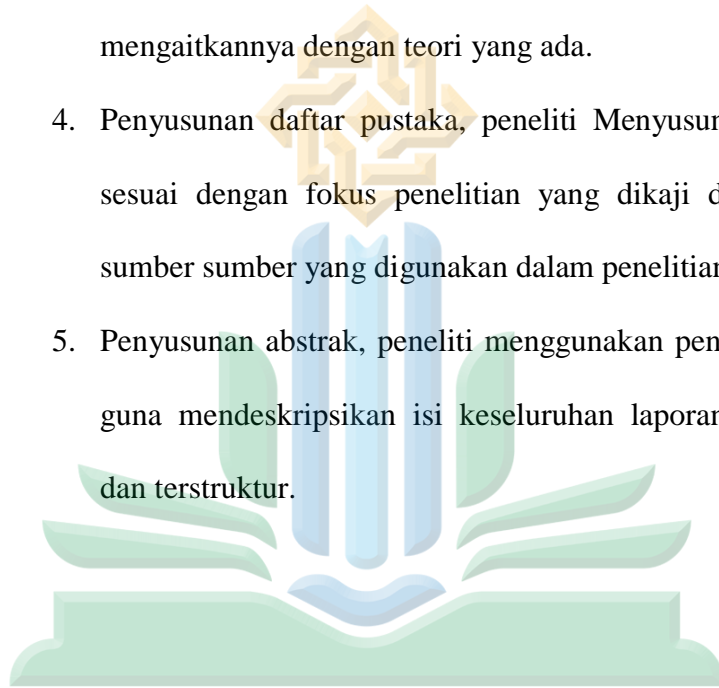 mengaitkannya dengan teori yang ada.
4. Penyusunan daftar pustaka, peneliti Menyusun
sesuai dengan fokus penelitian yang dikaji d
sumber sumber yang digunakan dalam penelitian
5. Penyusunan abstrak, peneliti menggunakan pen
guna mendeskripsikan isi keseluruhan laporan
dan terstruktur.